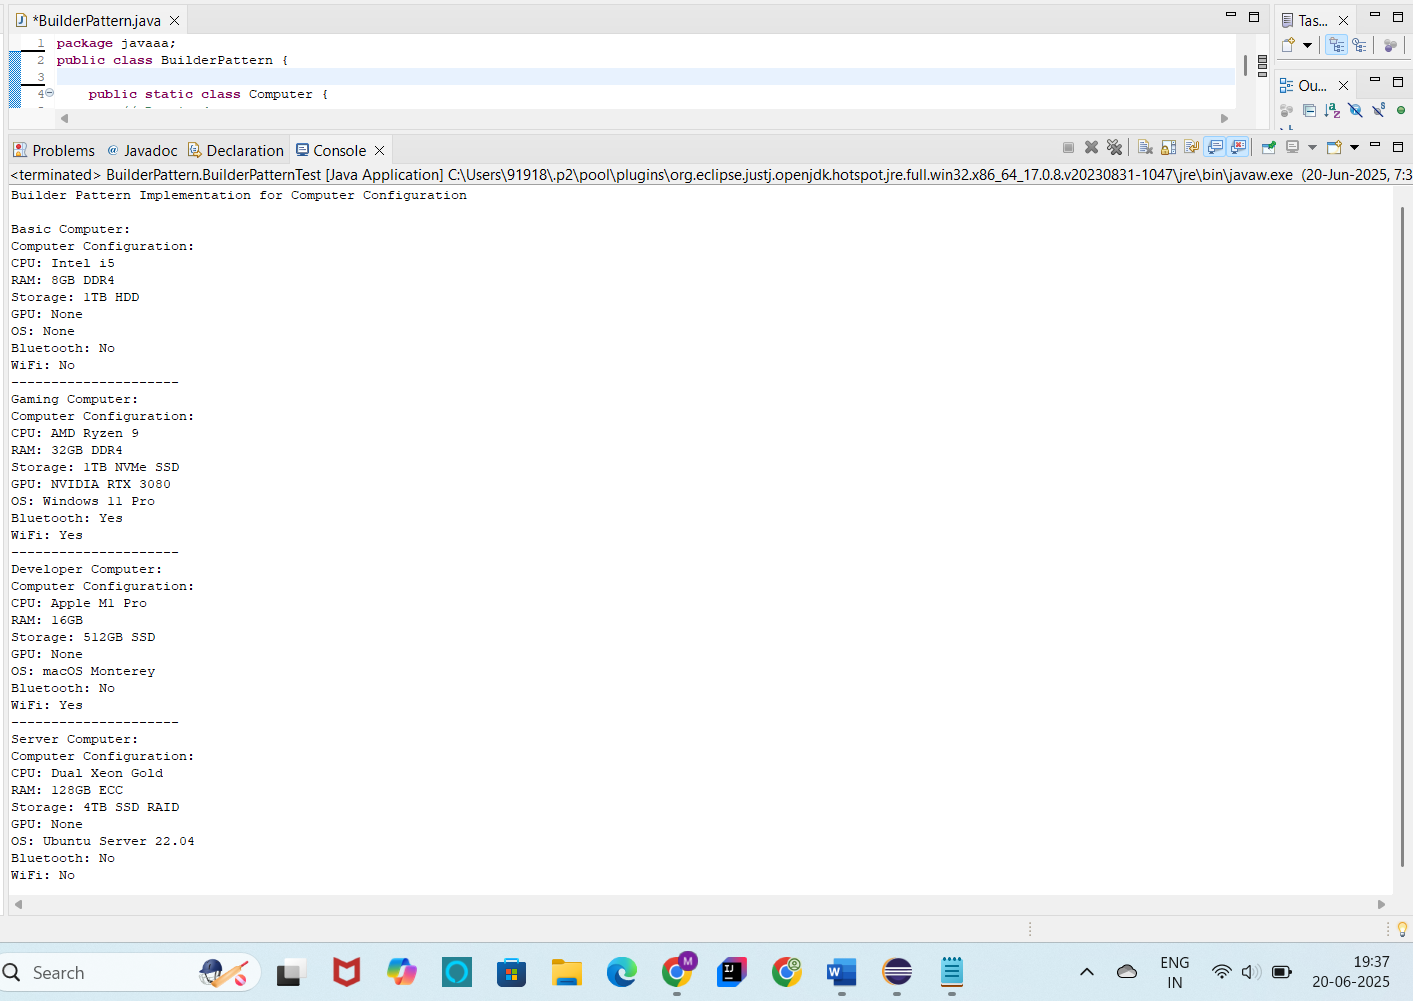 *BuilderPattern.java
Tas...
1 package javaaa;
2 public class BuilderPattern {
3
4 public static class Computer {
Ou...
Problems @ Javadoc Declaration Console
<terminated> BuilderPattern.BuilderPatternTest [Java Application] C:\Users\91918\.p2\pool\plugins\org.eclipse.justj.openjdk.hotspot.jre.full.win32.x86_64_17.0.8.v20230831-1047\jre\bin\javaw.exe (20-Jun-2025, 7:3
Builder Pattern Implementation for Computer Configuration
Basic Computer:
Computer Configuration:
CPU: Intel i5
RAM: 8GB DDR4
Storage: 1TB HDD
GPU: None
OS: None
Bluetooth: No
WiFi: No
---------------------
Gaming Computer:
Computer Configuration:
CPU: AMD Ryzen 9
RAM: 32GB DDR4
Storage: 1TB NVMe SSD
GPU: NVIDIA RTX 3080
OS: Windows 11 Pro
Bluetooth: Yes
WiFi: Yes
---------------------
Developer Computer:
Computer Configuration:
CPU: Apple M1 Pro
RAM: 16GB
Storage: 512GB SSD
GPU: None
OS: macOS Monterey
Bluetooth: No
WiFi: Yes
---------------------
Server Computer:
Computer Configuration:
CPU: Dual Xeon Gold
RAM: 128GB ECC
Storage: 4TB SSD RAID
GPU: None
OS: Ubuntu Server 22.04
Bluetooth: No
WiFi: No
Search
M
IJ
W
ENG
IN
19:37
20-06-2025